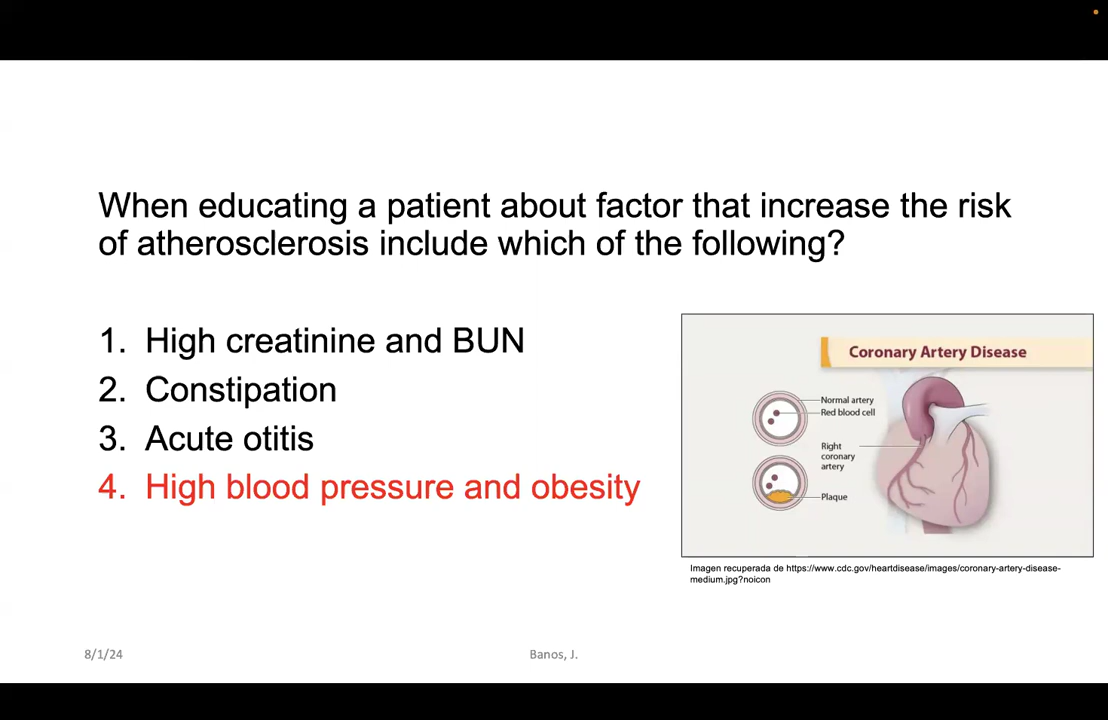 When educating a patient about factor that increase the risk
of atherosclerosis include which of the following?
1. High creatinine and BUN
2. Constipation
3. Acute otitis
4. High blood pressure and obesity
Coronary Artery Disease
Normal artery
Red blood cell
Right
coronary
artery
Plaque
Imagen recuperada de https://www.cdc.gov/heartdisease/images/coronary-artery-disease-
medium.jpg?noicon
8/1/24
Banos, J.